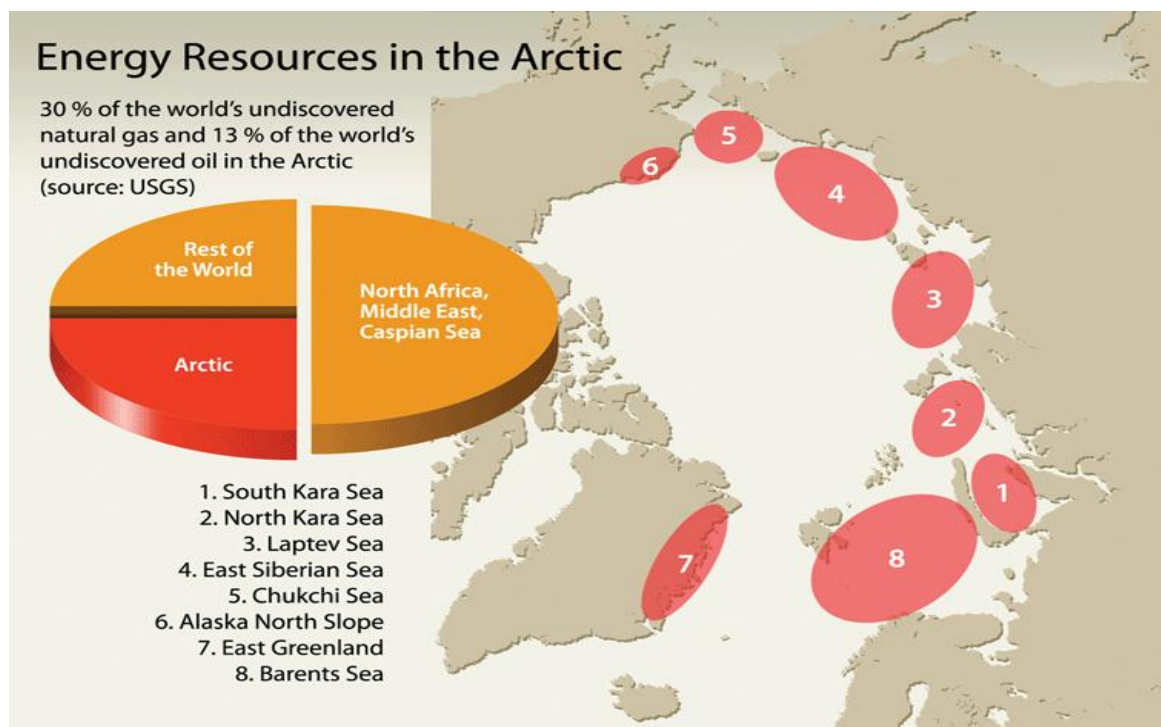 Energy Resources in the Arctic
30 % of the world's undiscovered
natural gas and 13 % of the world's
undiscovered oil in the Arctic
(source: USGS)
Rest of
the World
North Africa,
Middle East,
Caspian Sea
Arctic
1. South Kara Sea
2. North Kara Sea
3. Laptev Sea
4. East Siberian Sea
5. Chukchi Sea
6. Alaska North Slope
7. East Greenland
8. Barents Sea
5
6
4
3
2
1
8
7